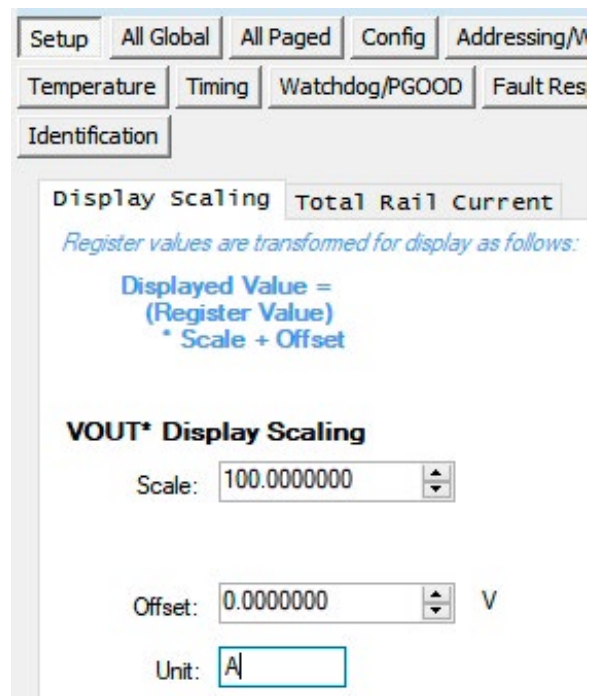 Setup All Global All Paged Config Addressing/W
Temperature Timing Watchdog/PGOOD Fault Res
Identification
Display Scaling Total Rail Current
Register values are transformed for display as follows:
Displayed Value =
(Register Value)
* Scale + Offset
VOUT* Display Scaling
Scale: 100.0000000
Offset: 0.0000000 V
Unit: A